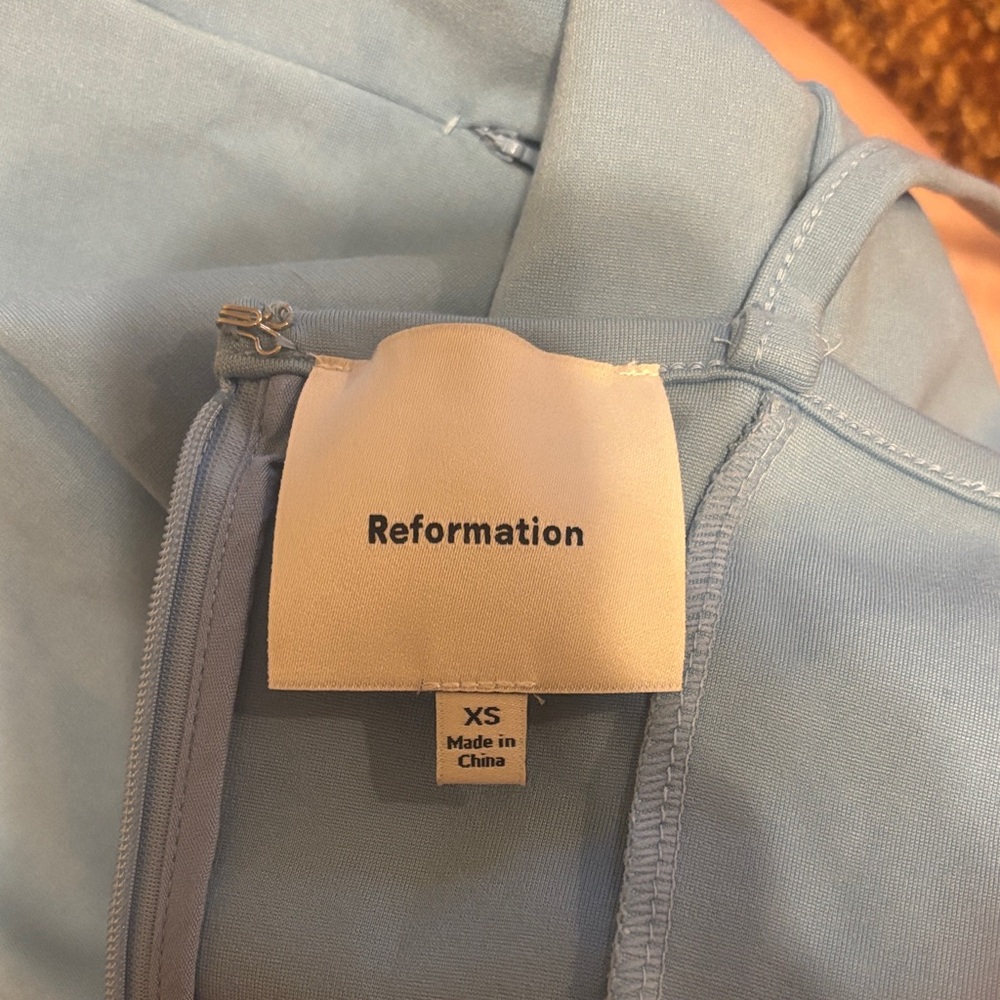 Reformation
XS
Made in
China